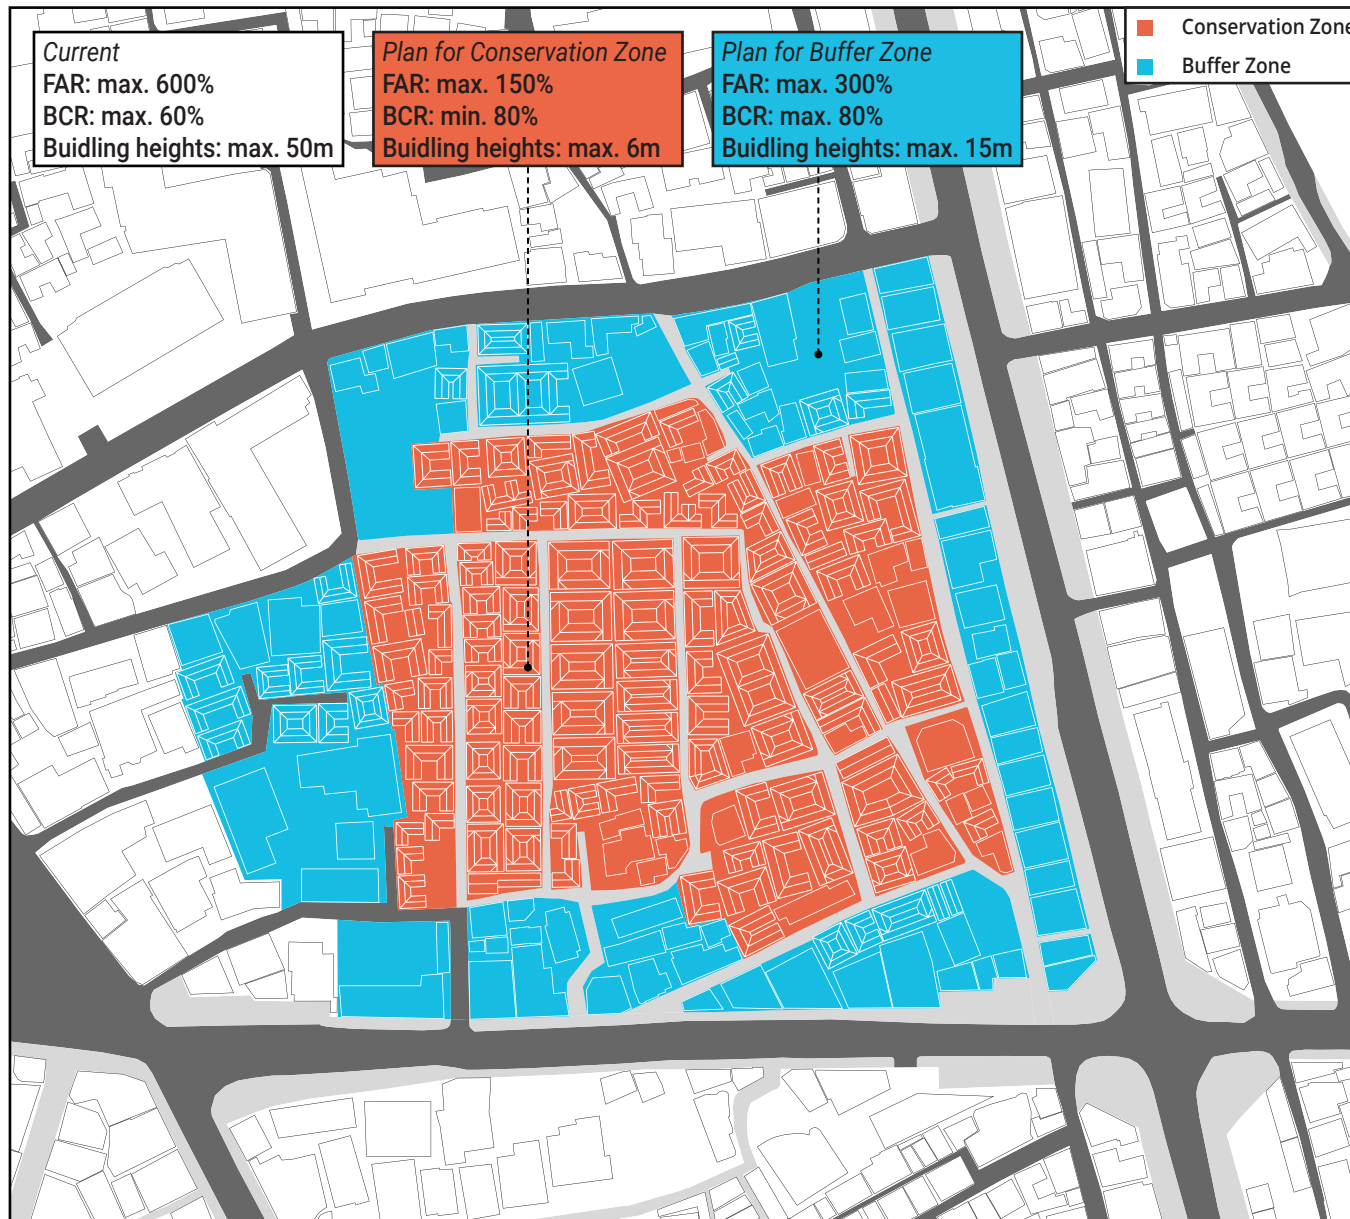 Current
FAR: max. 600%
BCR: max. 60%
Buidling heights: max. 50m
Plan for Conservation Zone
FAR: max. 150%
BCR: min. 80%
Buidling heights: max. 6m
Plan for Buffer Zone
FAR: max. 300%
BCR: max. 80%
Buidling heights: max. 15m
Conservation Zone
Buffer Zone